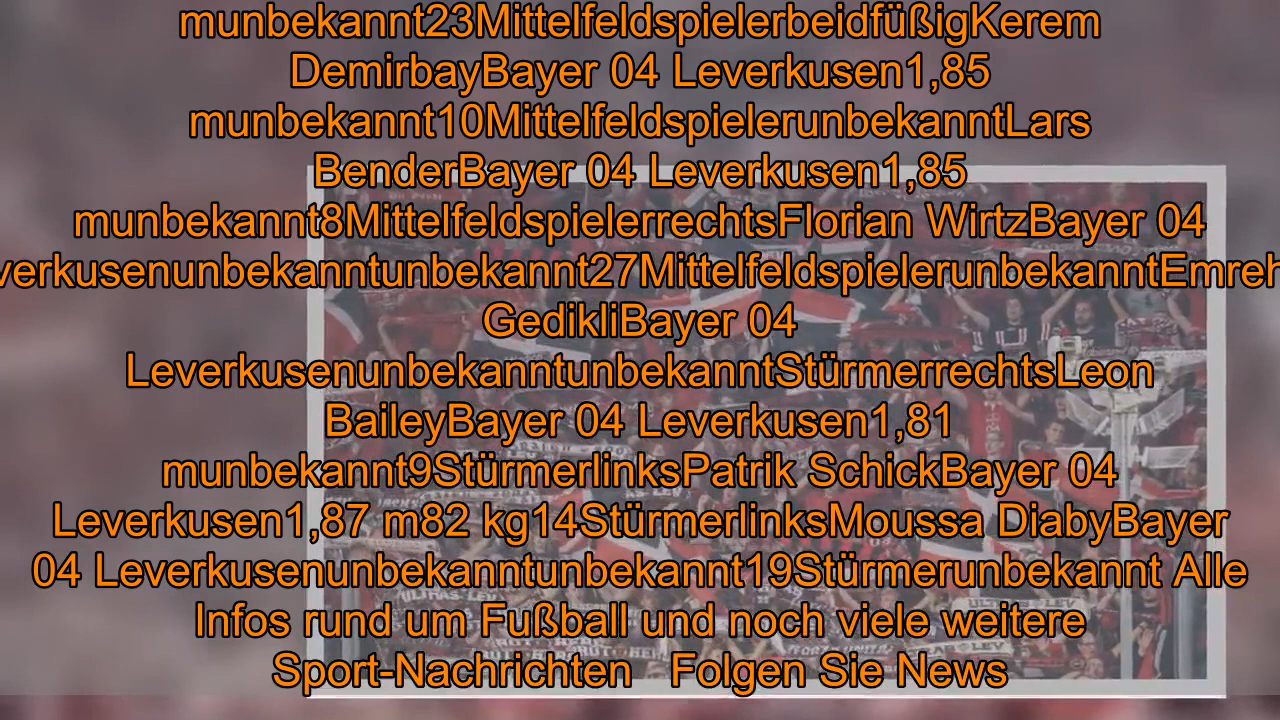 munbekannt23MittelfeldspielerbeidfüßigKerem
DemirbayBayer 04 Leverkusen1,85
munbekannt10MittelfeldspielerunbekanntLars
BenderBayer 04 Leverkusen1,85
munbekannt8MittelfeldspielerrechtsFlorian WirtzBayer 04
verkusenunbekanntunbekannt27MittelfeldspielerunbekanntEmreh
GedikliBayer 04
LeverkusenunbekanntunbekanntStürmerrechtsLeon
BaileyBayer 04 Leverkusen1,81
munbekannt9StürmerlinksPatrik SchickBayer 04
Leverkusen1,87 m82 kg14StürmerlinksMoussa DiabyBayer
04 Leverkusenunbekanntunbekannt19Stürmerunbekannt Alle
Infos rund um Fußball und noch viele weitere
Sport-Nachrichten Folgen Sie News